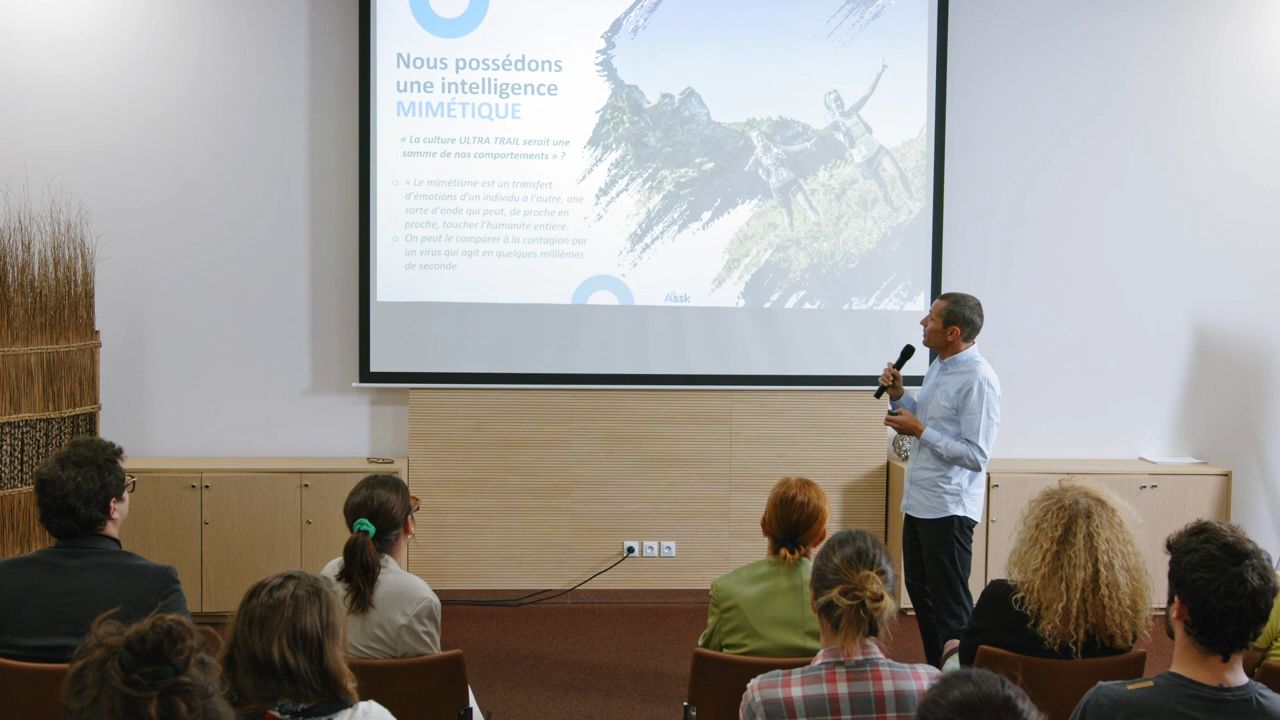 Nous possédons
une intelligence
MIMÉTIQUE
« La culture ULTRA TRAIL serait une
somme de nos comportements » ?
« Le mimétisme est un transfert
d'émotions d'un individu à l'autre, une
sorte d'onde qui peut, de proche en
proche, toucher l'humanité entière.
On peut le comparer à la contagion par
un virus qui agit en quelques millièmes
de seconde
Assk